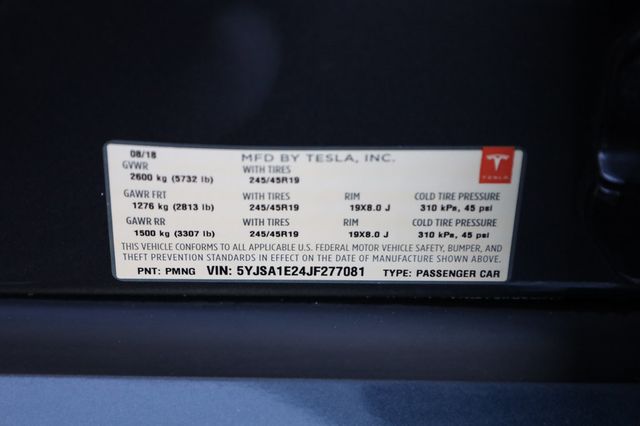 08/18 MFD BY TESLA, INC.
GVWR WITH TIRES
2600 kg (5732 lb) 245/45R19
TESLA
GAWR FRT WITH TIRES RIM COLD TIRE PRESSURE
1276 kg (2813 lb) 245/45R19 19X8.0 J 310 kPa, 45 psi
GAWR RR WITH TIRES RIM COLD TIRE PRESSURE
1500 kg (3307 lb) 245/45R19 19X8.0 J 310 kPa, 45 psi
THIS VEHICLE CONFORMS TO ALL APPLICABLE U.S. FEDERAL MOTOR VEHICLE SAFETY, BUMPER, AND
THEFT PREVENTION STANDARDS IN EFFECT ON THE DATE OF MANUFACTURE SHOWN ABOVE.
PNT: PMNG VIN: 5YJSA1E24JF277081 TYPE: PASSENGER CAR